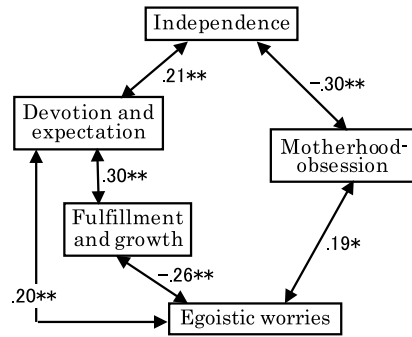 Independence
.21**
-.30**
Devotion and
expectation
Motherhood-
obsession
.30**
Fulfillment
and growth
.19*
-.26**
.20**
Egoistic worries